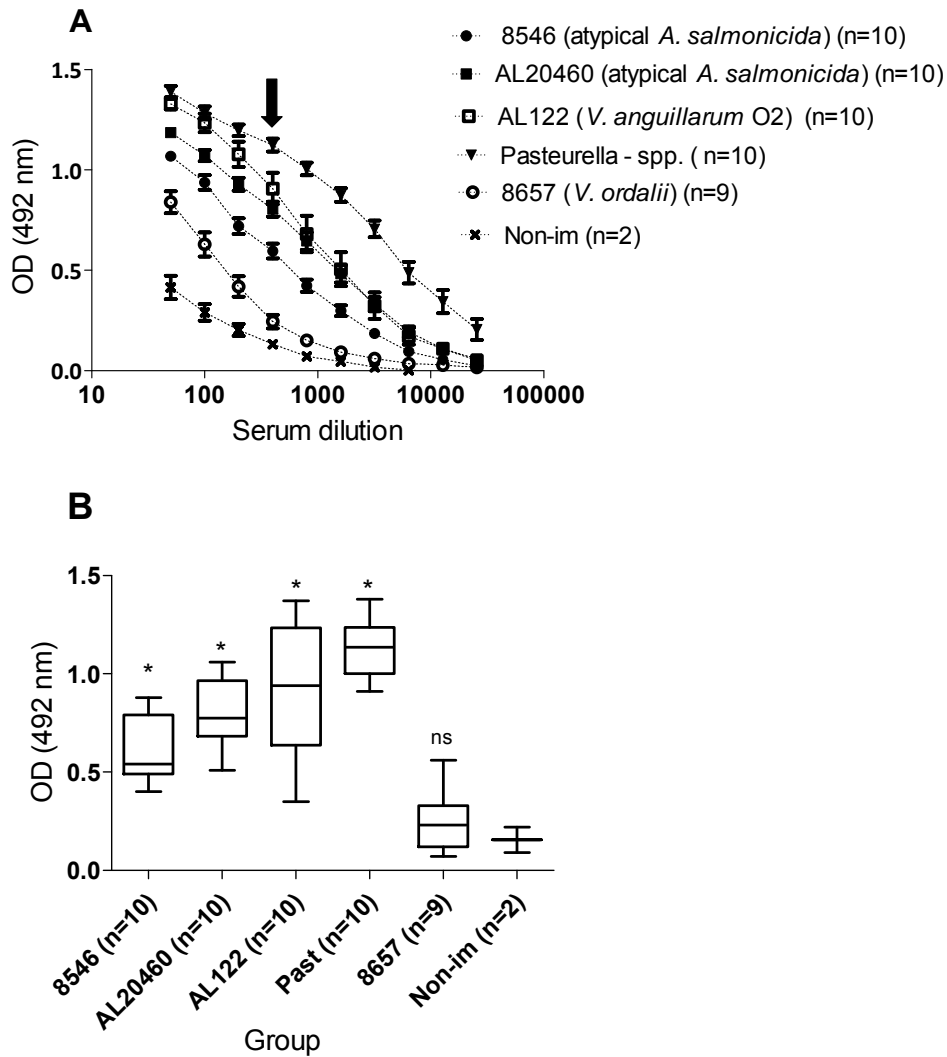 A
8546 (atypical A. salmonicida) (n=10)
AL20460 (atypical A. salmonicida) (n=10)
AL122 (V. anguillarum O2) (n=10)
Pasteurella - spp. ( n=10)
8657 (V. ordalii) (n=9)
Non-im (n=2)
1.5
1.0
0.5
0.0
OD (492 nm)
10 100 1000 10000 100000
Serum dilution
B
1.5
1.0
0.5
0.0
OD (492 nm)
* * * * ns
8546 (n=10)
AL20460 (n=10)
AL122 (n=10)
Past (n=10)
8657 (n=9)
Non-im (n=2)
Group